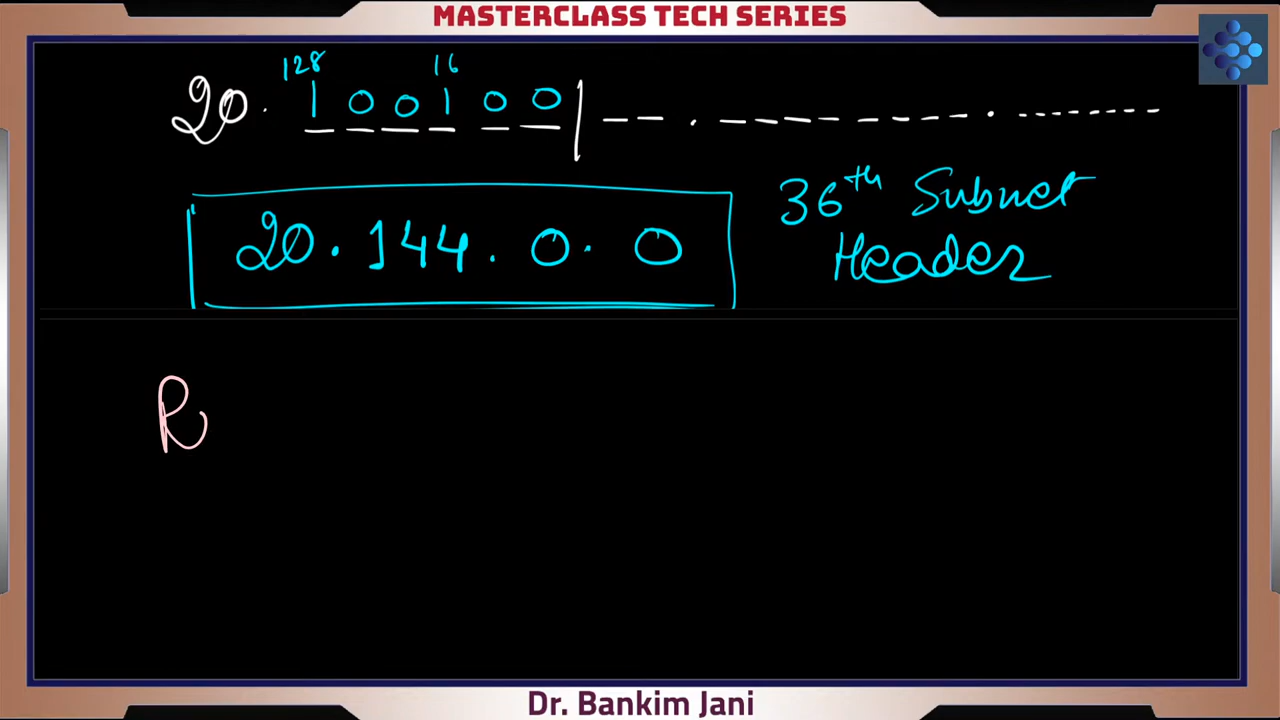 MASTERCLASS TECH SERIES
128 16
20. 1 0 0 1 0 0 | _ _ . _ _ _ _ _ _ _ _ . _ _ _ _ _ _ _ _
20.144.0.0
36th Subnet
Header
R
Dr. Bankim Jani